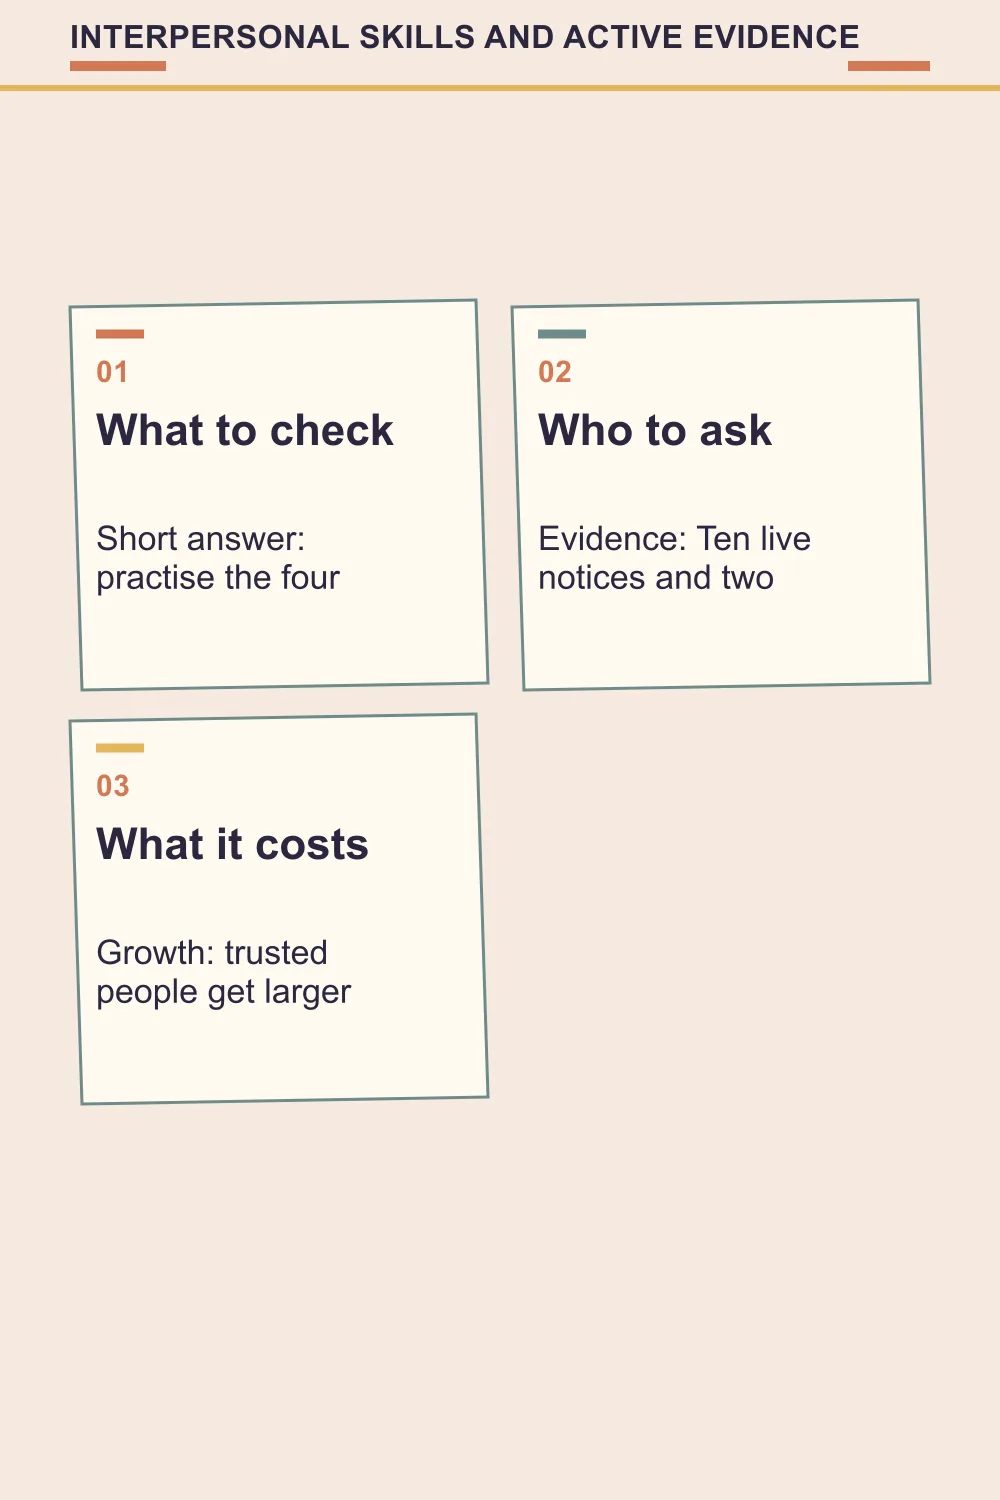 INTERPERSONAL SKILLS AND ACTIVE EVIDENCE
01
What to check
Short answer:
practise the four
02
Who to ask
Evidence: Ten live
notices and two
03
What it costs
Growth: trusted
people get larger